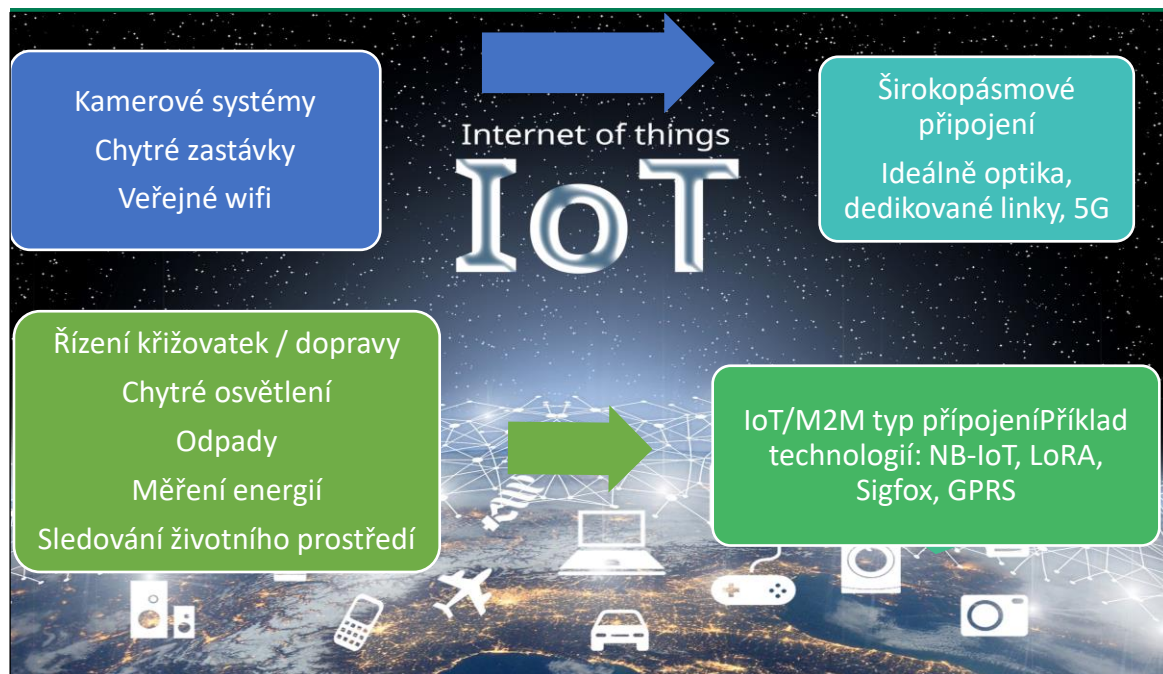 Kamerové systémy
Chytré zastávky
Veřejné wifi
Internet of things
IoT
Širokopásmové
připojení
Ideálně optika,
dedikované linky, 5G
Řízení křižovatek / dopravy
Chytré osvětlení
Odpady
Měření energií
Sledování životního prostředí
IoT/M2M typ přípojeníPříklad
technologií: NB-IoT, LoRA,
Sigfox, GPRS